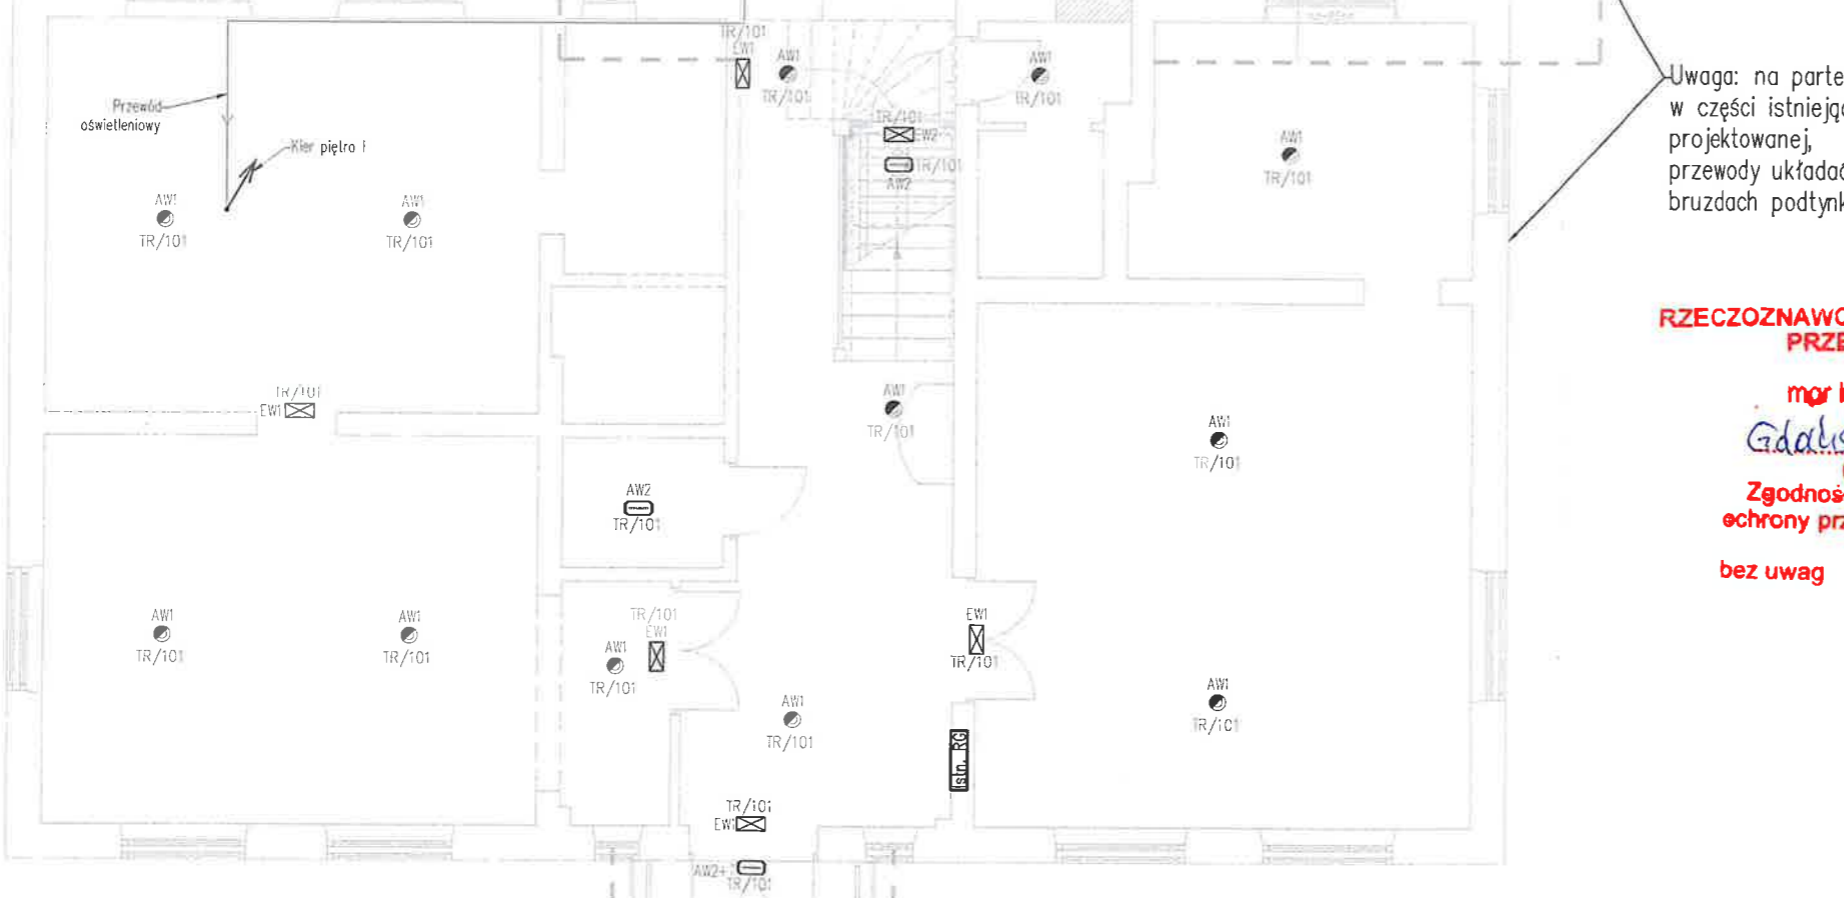 TR/101
EW1
AW1
TR/101
AW1
TR/101
Uwaga: na parte
w części istnieją
projektowanej,
przewody układać
bruzdach podtynk
Przewód
oświetleniowy
Kier piętro I
TR/101
EW2
TR/101
AW2
AW1
TR/101
AW1
TR/101
AW1
TR/101
RZECZOZNAWC
PRZE
mgr
Gdańs
Zgodnoś
ochrony prz
bez uwag
TR/101
EW1
AW1
TR/101
AW1
TR/101
AW2
TR/101
AW1
TR/101
AW1
TR/101
TR/101
EW1
AW1
TR/101
EW1
TR/101
AW1
TR/101
AW1
TR/101
Istn. RG
TR/101
EW1
AW2+
TR/101